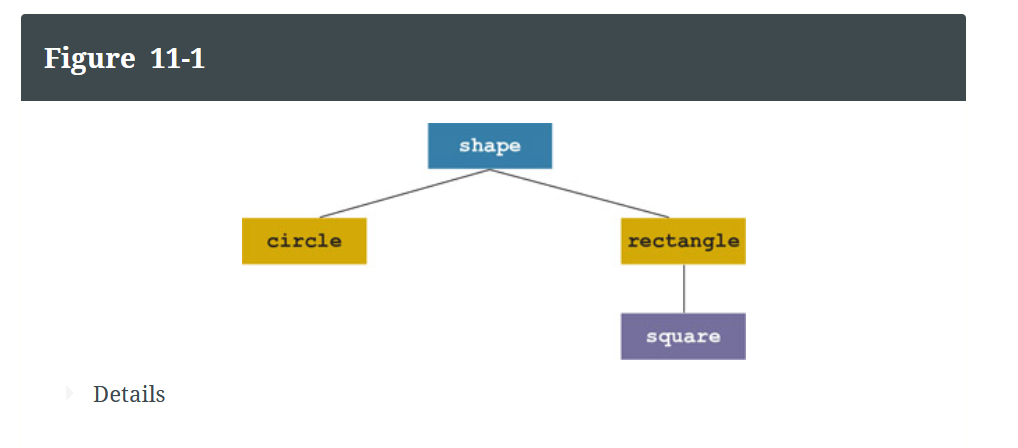 Figure 11-1
shape
circle rectangle
square
Details